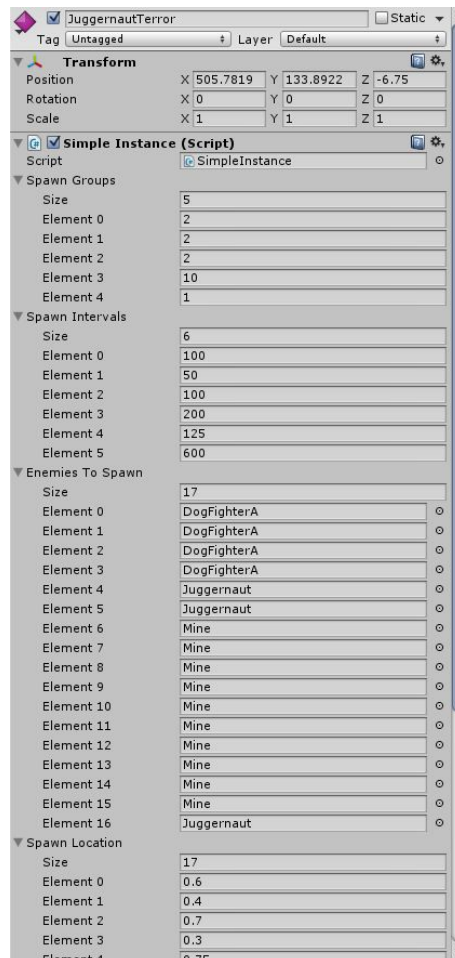 JuggernautTerror Static
Tag Untagged Layer Default
Transform
Position X 505.7819 Y 133.8922 Z -6.75
Rotation X 0 Y 0 Z 0
Scale X 1 Y 1 Z 1
Simple Instance (Script)
Script SimpleInstance
Spawn Groups
Size 5
Element 0 2
Element 1 2
Element 2 2
Element 3 10
Element 4 1
Spawn Intervals
Size 6
Element 0 100
Element 1 50
Element 2 100
Element 3 200
Element 4 125
Element 5 600
Enemies To Spawn
Size 17
Element 0 DogFighterA
Element 1 DogFighterA
Element 2 DogFighterA
Element 3 DogFighterA
Element 4 Juggernaut
Element 5 Juggernaut
Element 6 Mine
Element 7 Mine
Element 8 Mine
Element 9 Mine
Element 10 Mine
Element 11 Mine
Element 12 Mine
Element 13 Mine
Element 14 Mine
Element 15 Mine
Element 16 Juggernaut
Spawn Location
Size 17
Element 0 0.6
Element 1 0.4
Element 2 0.7
Element 3 0.3
Element 4 0.75